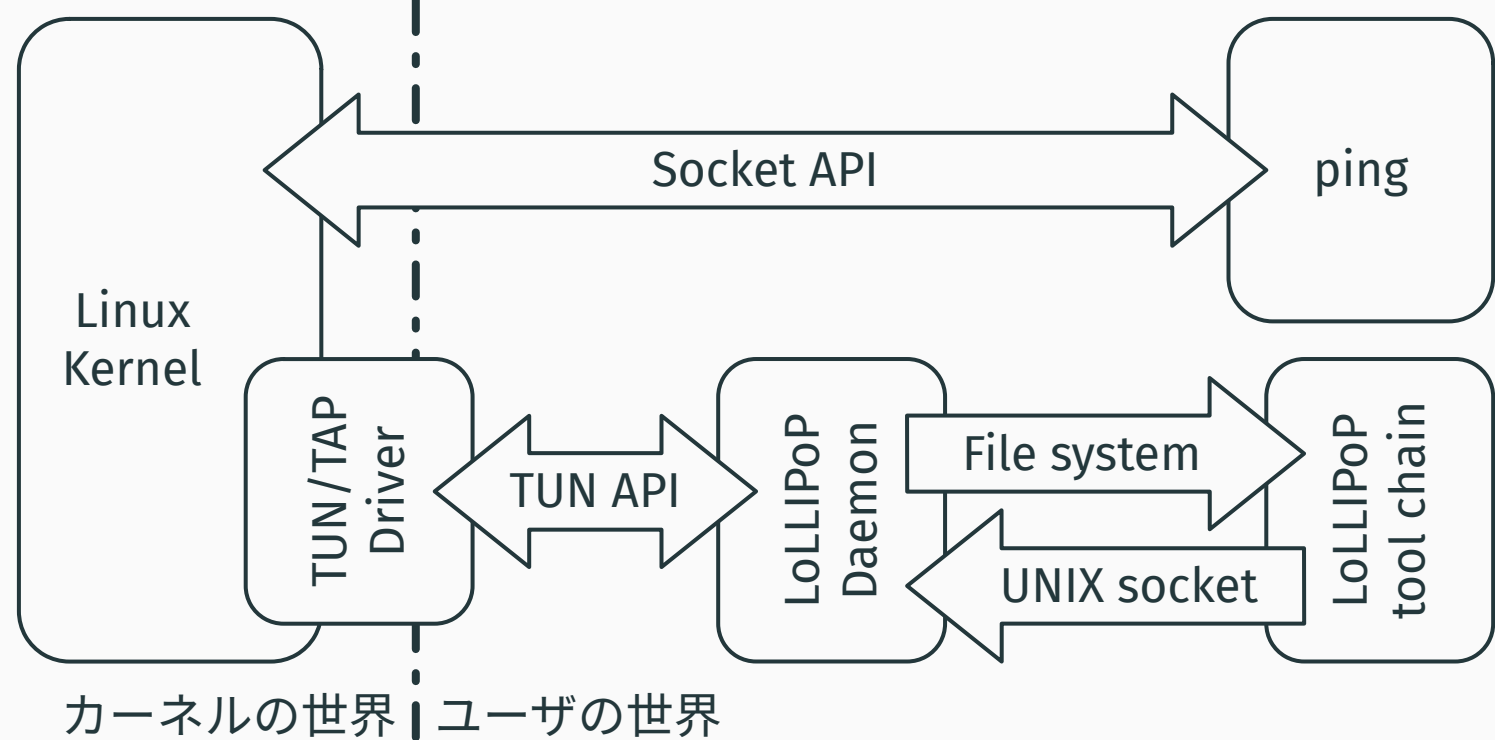 Socket API
ping
Linux
Kernel
TUN/TAP
Driver
TUN API
LoLLIPoP
Daemon
File system
UNIX socket
LoLLIPoP
tool chain
カーネルの世界
ユーザの世界